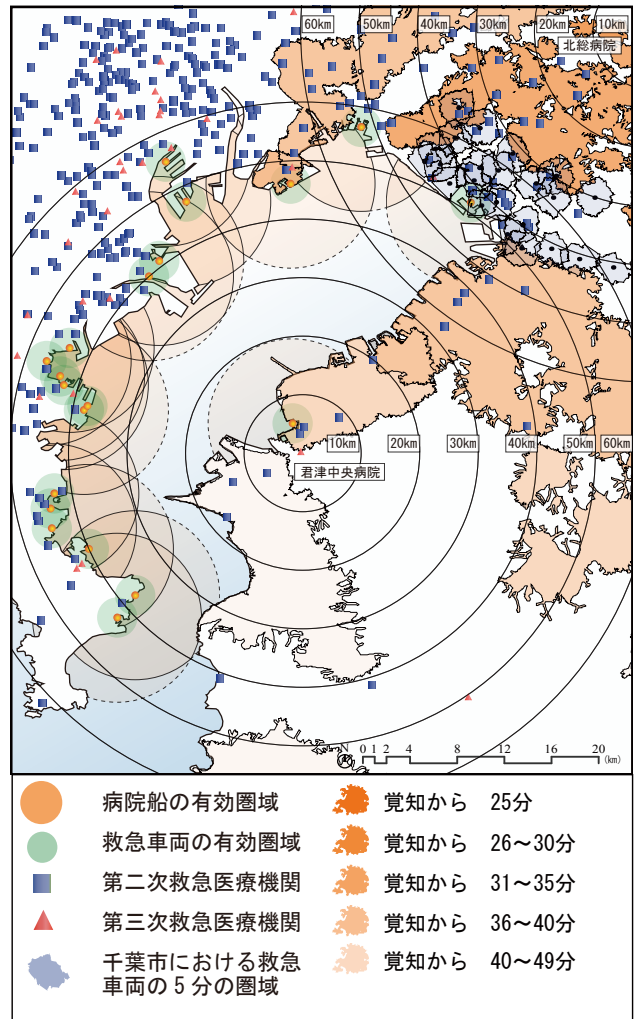 60km 50km 40km 30km 20km 10km
北総病院
10km 20km 30km 40km 50km 60km
君津中央病院
N 0 1 2 4 8 12 16 20
(km)
病院船の有効圏域
救急車両の有効圏域
第二次救急医療機関
第三次救急医療機関
千葉市における救急
車両の5分の圏域
覚知から 25分
覚知から 26〜30分
覚知から 31〜35分
覚知から 36〜40分
覚知から 40〜49分